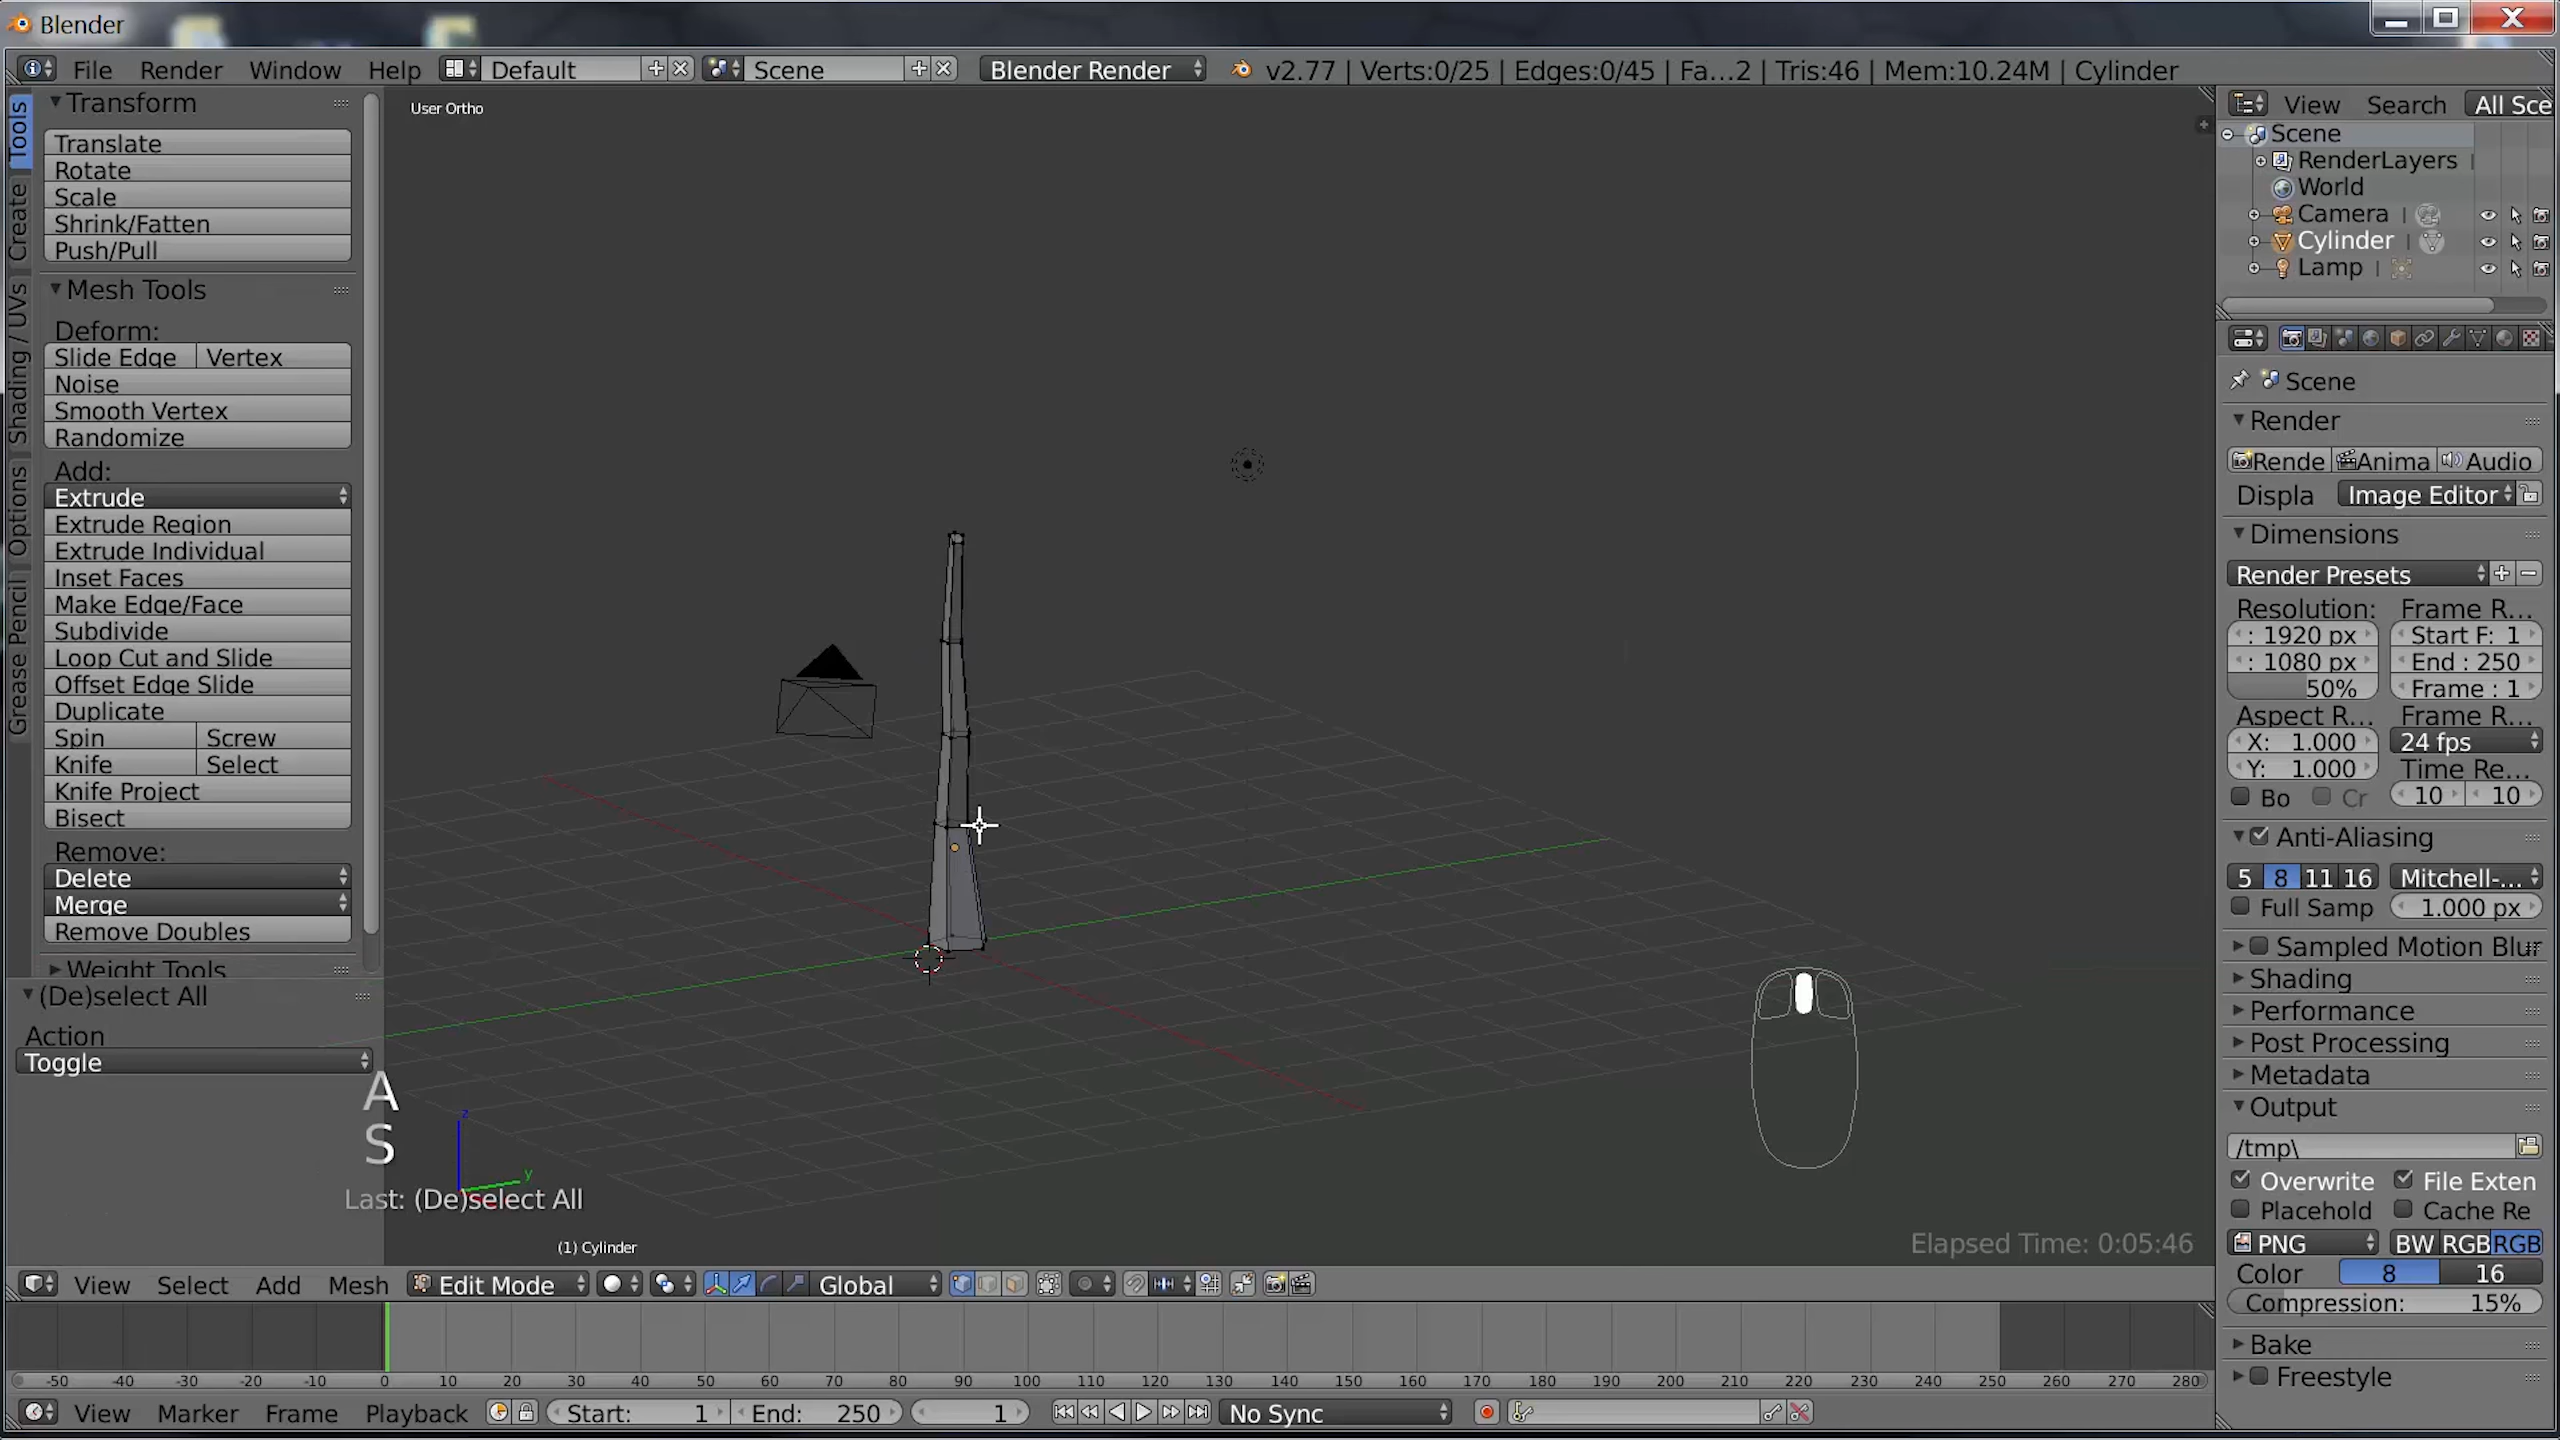 Blender
File Render Window Help Default Scene Blender Render v2.77 | Verts:0/25 | Edges:0/45 | Fa...2 | Tris:46 | Mem:10.24M | Cylinder
Tools
Create
Shading / UVs
Options
Grease Pencil
Transform
Translate
Rotate
Scale
Shrink/Fatten
Push/Pull
Mesh Tools
Deform:
Slide Edge Vertex
Noise
Smooth Vertex
Randomize
Add:
Extrude
Extrude Region
Extrude Individual
Inset Faces
Make Edge/Face
Subdivide
Loop Cut and Slide
Offset Edge Slide
Duplicate
Spin Screw
Knife Select
Knife Project
Bisect
Remove:
Delete
Merge
Remove Doubles
Weight Tools
(De)select All
Action
Toggle
User Ortho
A
S
z
y
Last: (De)select All
(1) Cylinder
Elapsed Time: 0:05:46
View Select Add Mesh Edit Mode Global
-50 -40 -30 -20 -10 0 10 20 30 40 50 60 70 80 90 100 110 120 130 140 150 160 170 180 190 200 210 220 230 240 250 260 270 280
View Marker Frame Playback Start: 1 End: 250 1 No Sync
View Search All Sce
Scene
RenderLayers
World
Camera
Cylinder
Lamp
Scene
Render
Rende Anima Audio
Displa Image Editor
Dimensions
Render Presets
Resolution: Frame R...
: 1920 px Start F: 1
: 1080 px End : 250
50% Frame : 1
Aspect R... Frame R...
X: 1.000 24 fps
Y: 1.000 Time Re...
Bo Cr 10 10
Anti-Aliasing
5 8 11 16 Mitchell-...
Full Samp 1.000 px
Sampled Motion Blur
Shading
Performance
Post Processing
Metadata
Output
/tmp\
Overwrite File Exten
Placehold Cache Re
PNG BW RGB RGB
Color 8 16
Compression: 15%
Bake
Freestyle